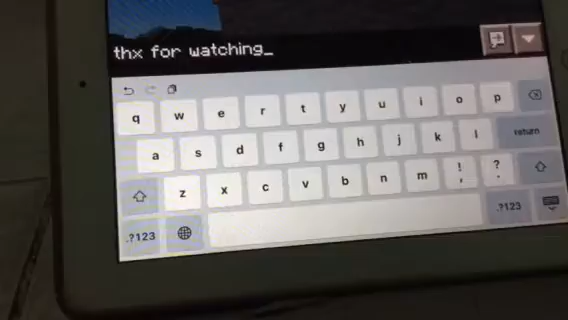 thx for watching_
q w e r t y u i o p
a s d f g h j k l return
z x c v b n m ! , ? .
.?123 .?123